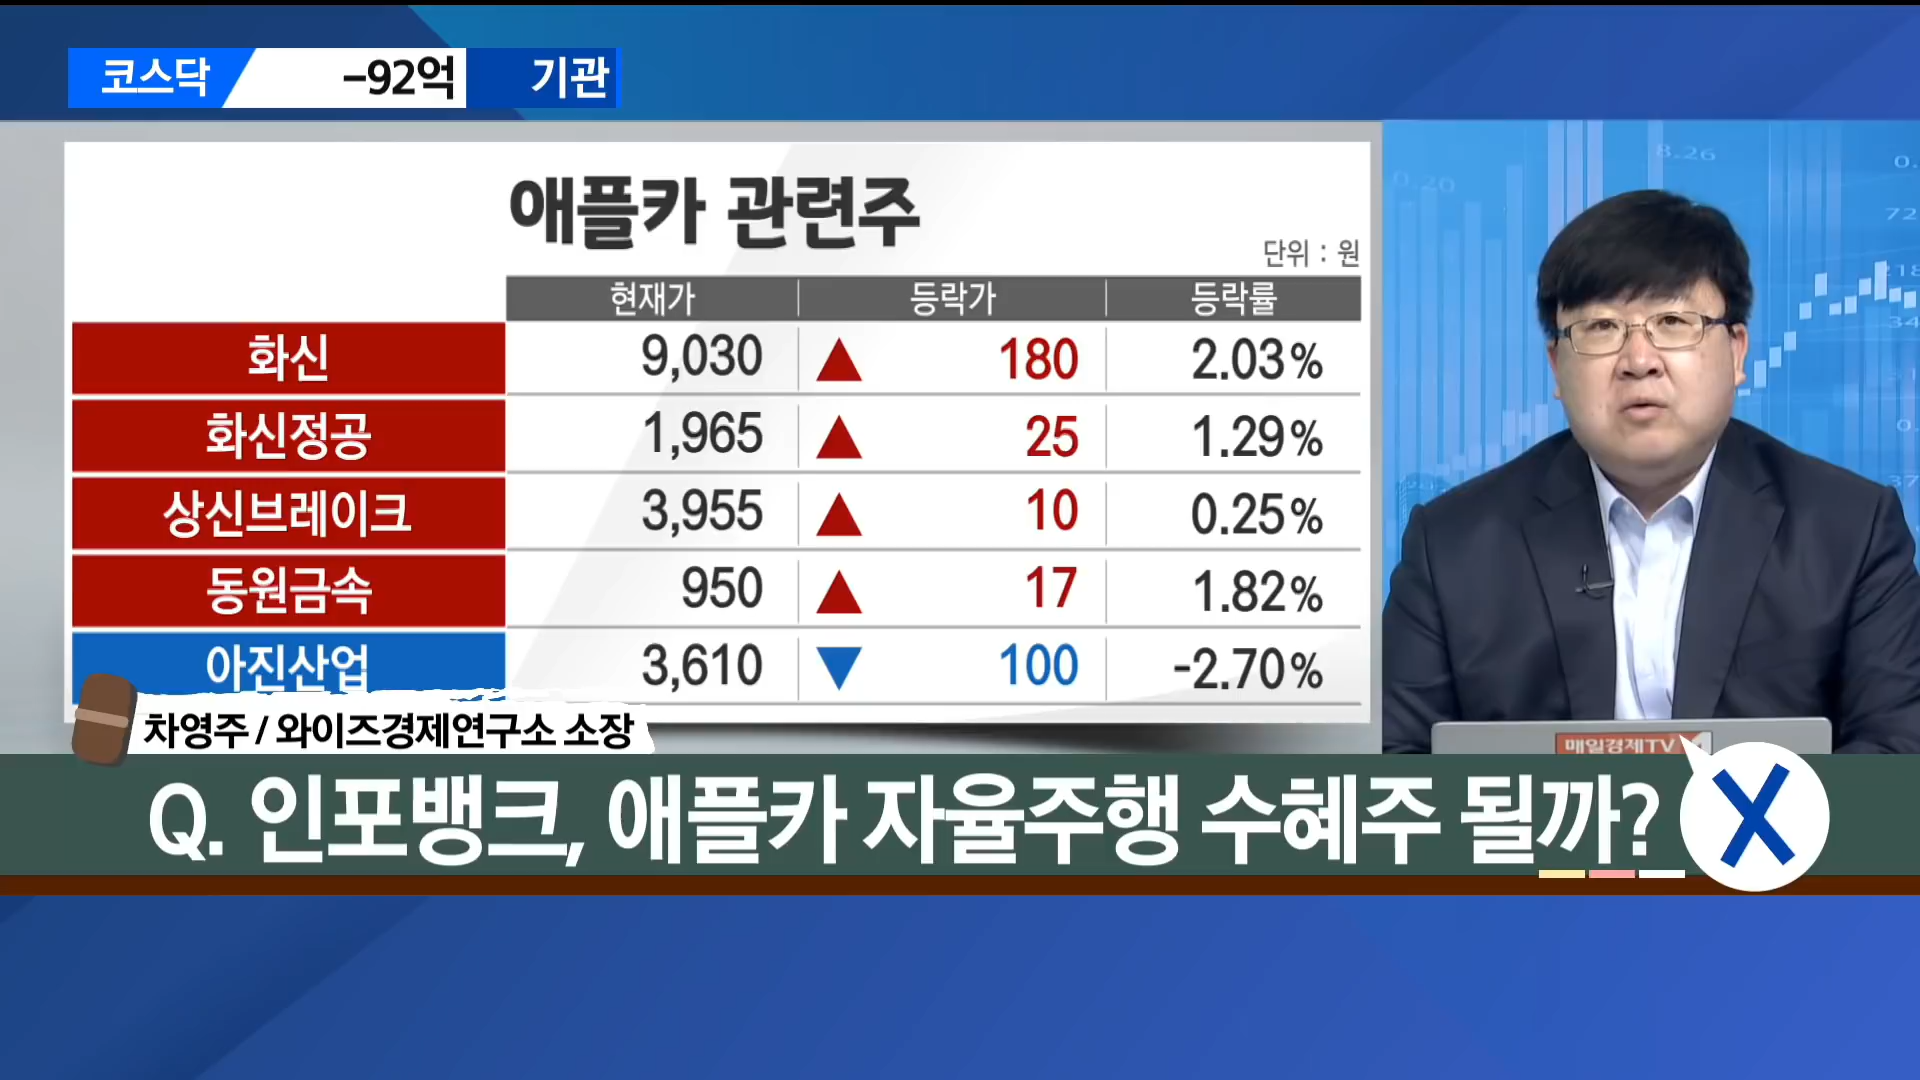 코스닥 -92억 기관
애플카 관련주
단위 : 원
현재가 등락가 등락률
화신 9,030 ▲ 180 2.03%
화신정공 1,965 ▲ 25 1.29%
상신브레이크 3,955 ▲ 10 0.25%
동원금속 950 ▲ 17 1.82%
아진산업 3,610 ▼ 100 -2.70%
차영주 / 와이즈경제연구소 소장
매일경제TV
Q. 인포뱅크, 애플카 자율주행 수혜주 될까? X